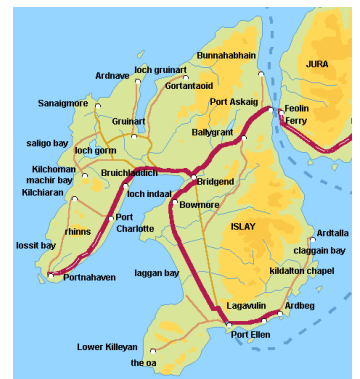 Bunnahabhain
JURA
loch gruinart
Ardnave
Gortantaoid
Sanaigmore
Port Askaig
Feolin
Ferry
Gruinart
Ballygrant
saligo bay
loch gorm
Bruichladdich
Kilchoman
machir bay
Bridgend
Kilchiaran
loch indaal
Bowmore
Port
Charlotte
ISLAY
rhinns
Ardtalla
lossit bay
claggain bay
laggan bay
kildalton chapel
Portnahaven
Lagavulin
Ardbeg
Port Ellen
Lower Killeyan
the oa